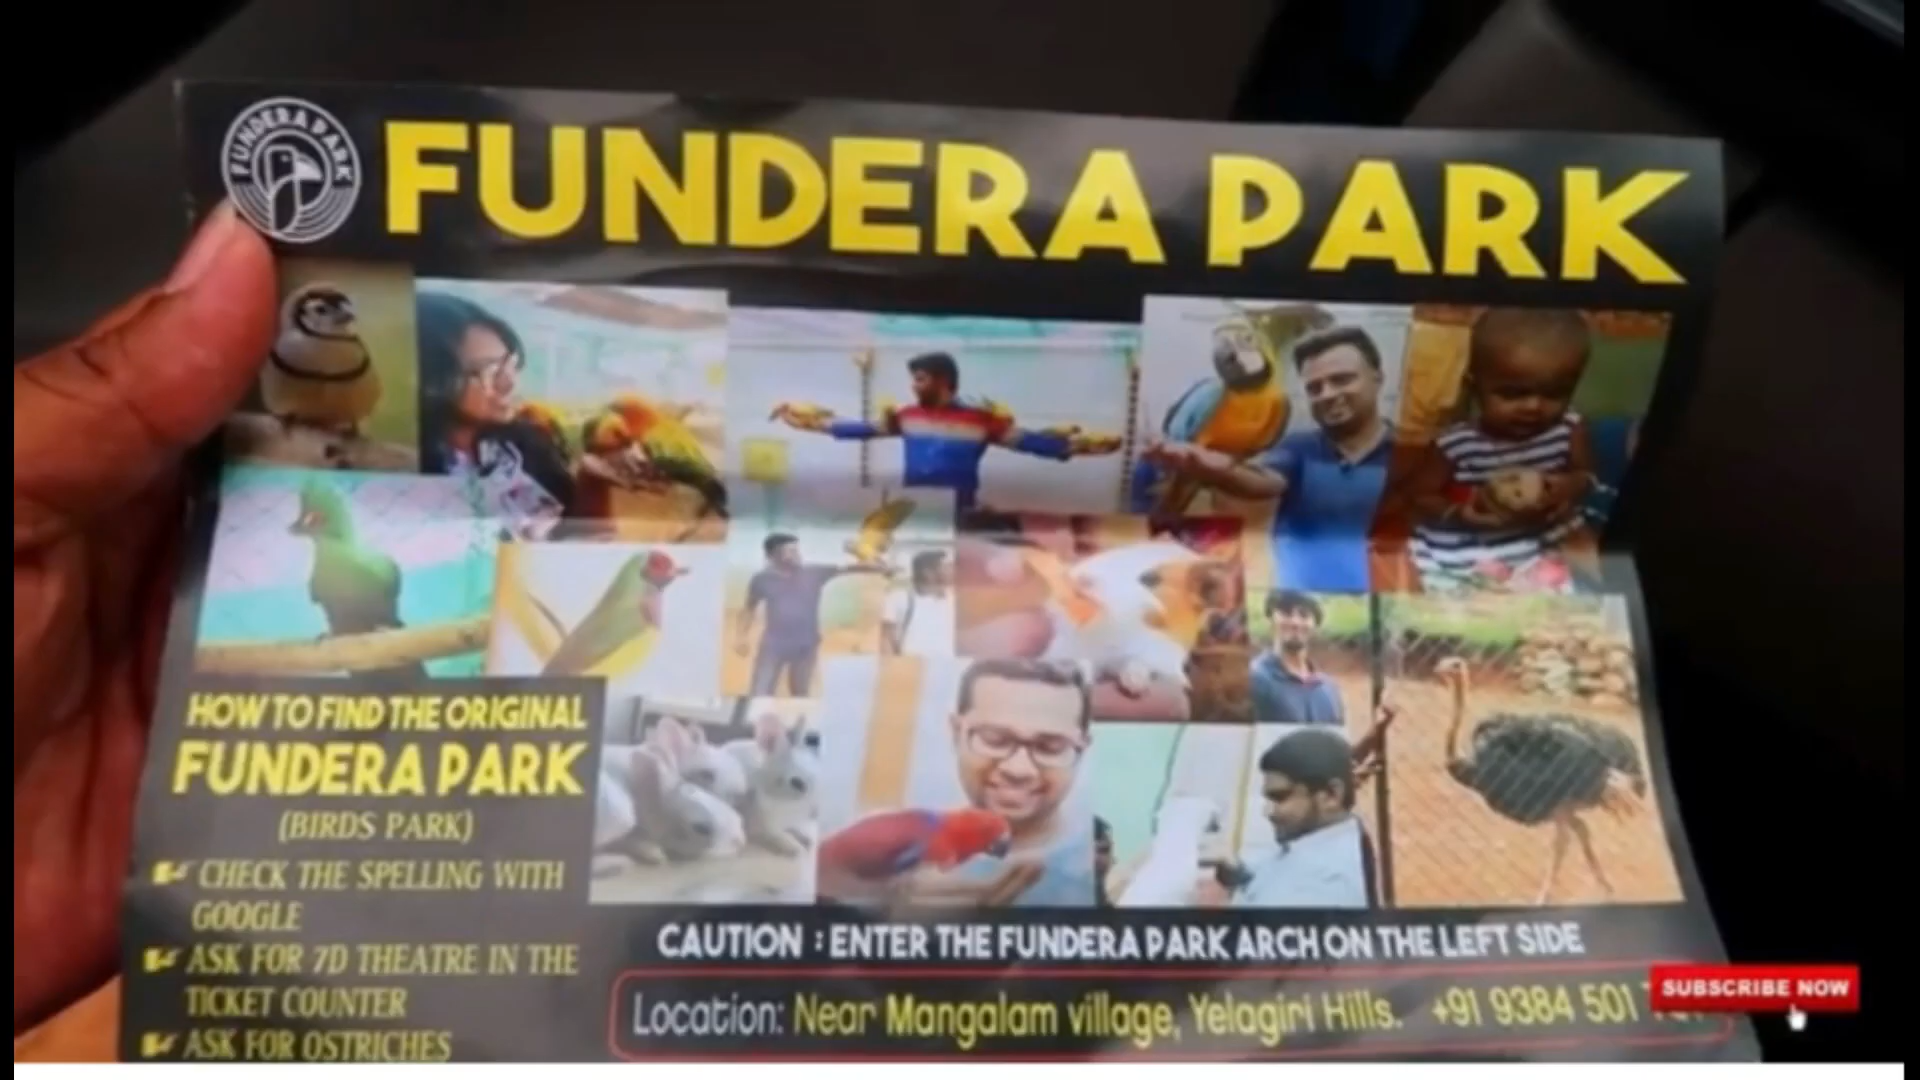 FUNDERA PARK
FUNDERA PARK
HOW TO FIND THE ORIGINAL
FUNDERA PARK
(BIRDS PARK)
CHECK THE SPELLING WITH
GOOGLE
ASK FOR 7D THEATRE IN THE
TICKET COUNTER
ASK FOR OSTRICHES
CAUTION : ENTER THE FUNDERA PARK ARCH ON THE LEFT SIDE
Location: Near Mangalam village, Yelagiri Hills. +91 9384 501
SUBSCRIBE NOW